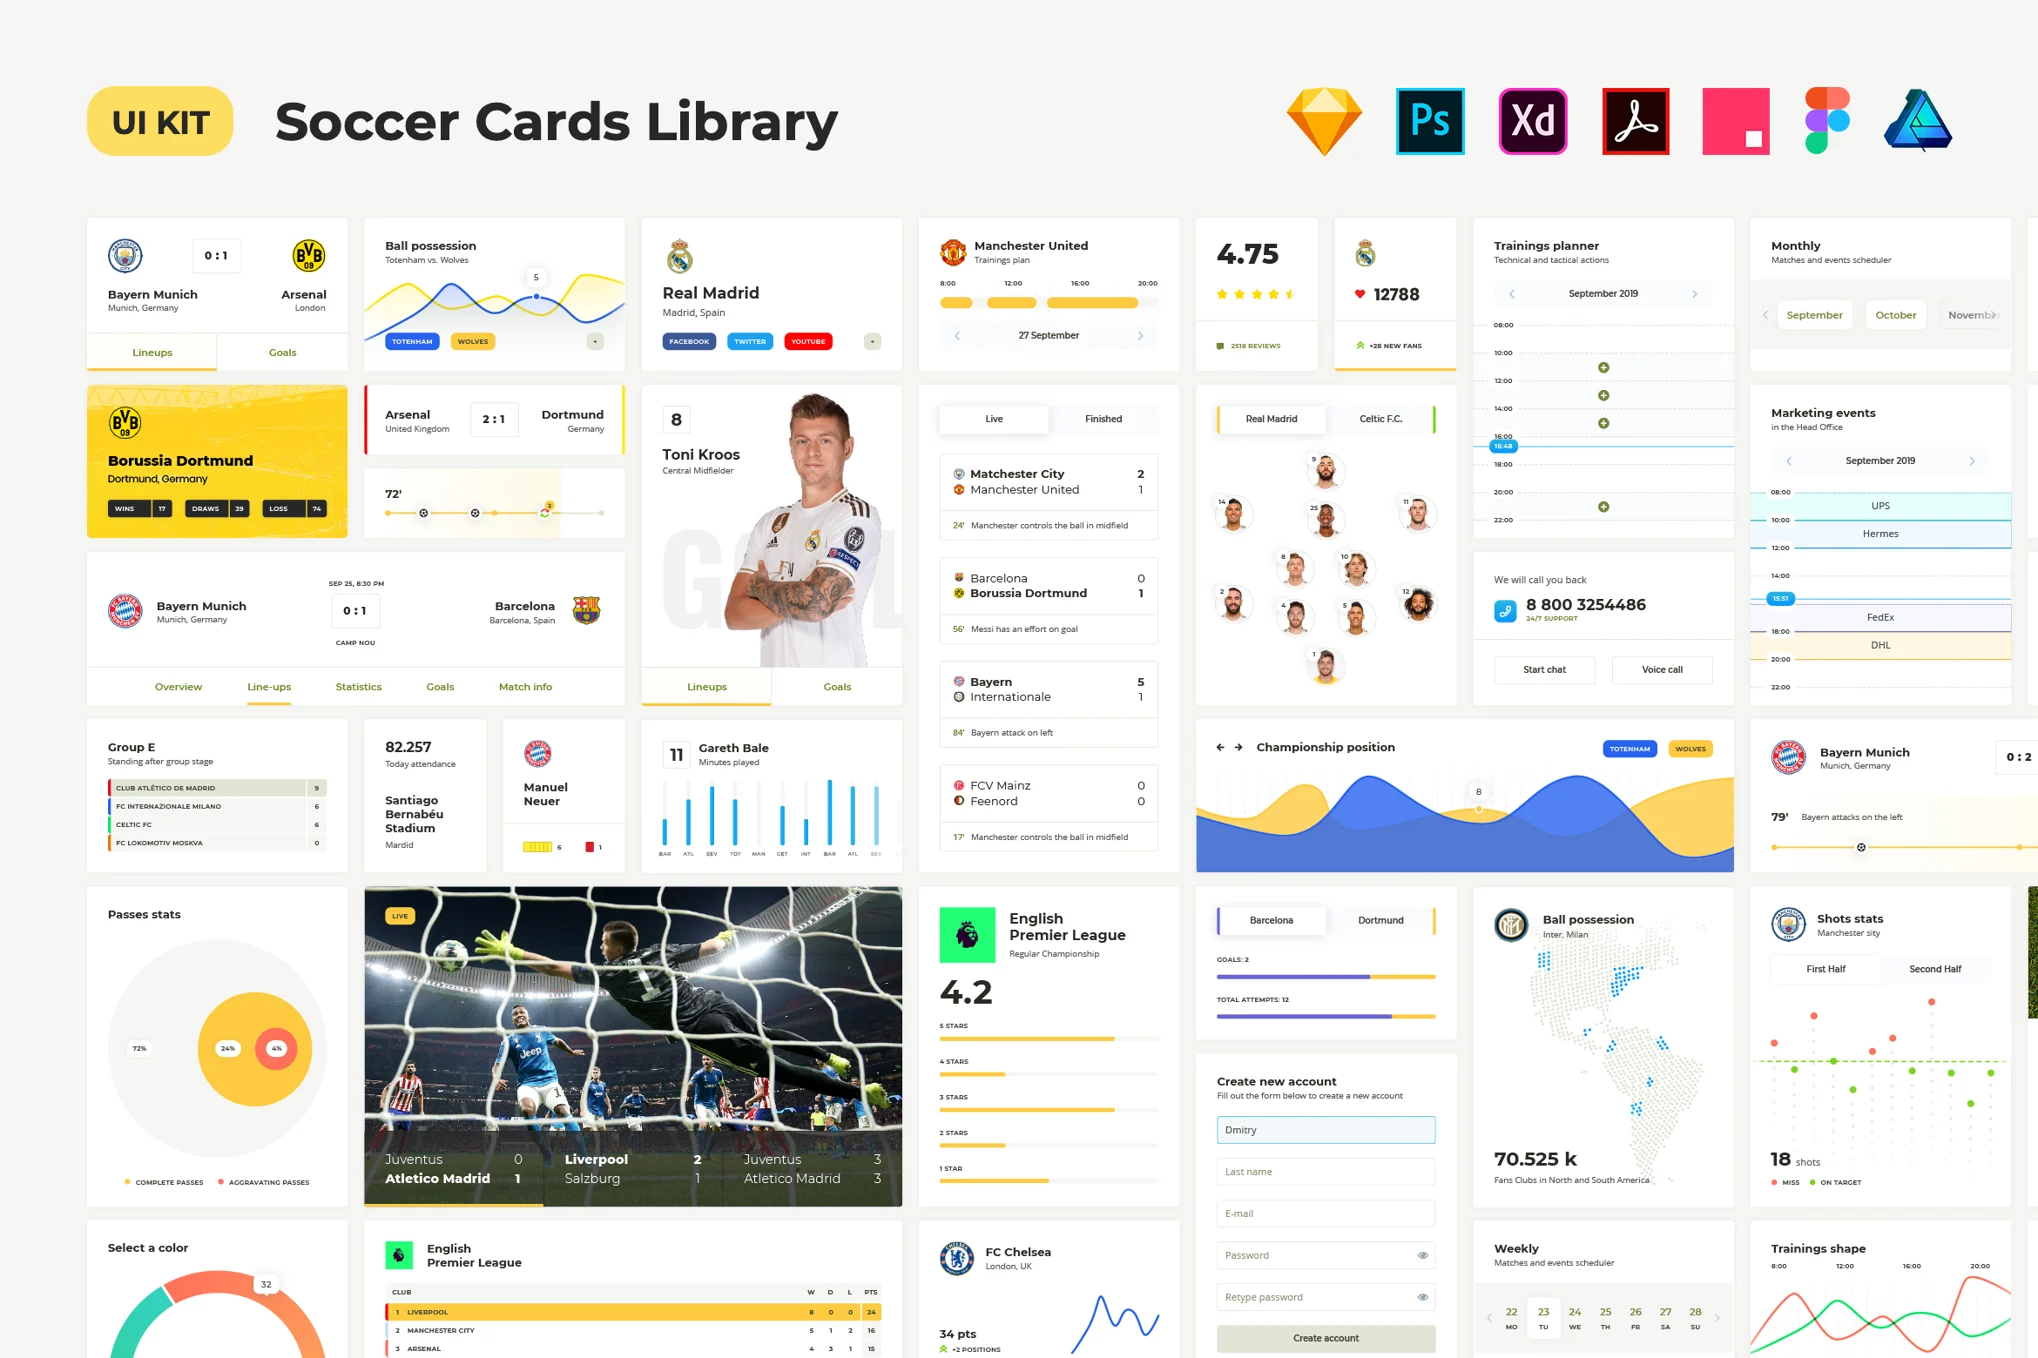 UI KIT
Soccer Cards Library
Ps
Xd
0 : 1
BVB
09
Bayern Munich
Munich, Germany
Arsenal
London
Lineups
Goals
Ball possession
Totenham vs. Wolves
5
TOTENHAM
WOLVES
+
Real Madrid
Madrid, Spain
FACEBOOK
TWITTER
YOUTUBE
+
Manchester United
Trainings plan
8:00
12:00
16:00
20:00
27 September
4.75
2518 REVIEWS
12788
+28 NEW FANS
Trainings planner
Technical and tactical actions
September 2019
08:00
10:00
12:00
14:00
16:00
16:48
18:00
20:00
22:00
Monthly
Matches and events scheduler
September
October
Novembe
BVB
09
Borussia Dortmund
Dortmund, Germany
WINS 17
DRAWS 39
LOSS 74
Arsenal
United Kingdom
2 : 1
Dortmund
Germany
72'
2
8
Toni Kroos
Central Midfielder
Lineups
Goals
Live
Finished
Matchester City 2
Manchester United 1
24' Manchester controls the ball in midfield
Barcelona 0
Borussia Dortmund 1
56' Messi has an effort on goal
Bayern 5
Internationale 1
84' Bayern attack on left
FCV Mainz 0
Feenord 0
17' Manchester controls the ball in midfield
Real Madrid
Celtic F.C.
9
14
25
11
8
10
2
4
5
12
1
Marketing events
in the Head Office
September 2019
08:00
UPS
10:00
Hermes
12:00
14:00
15:51
FedEx
18:00
DHL
20:00
22:00
SEP 25, 8:30 PM
Bayern Munich
Munich, Germany
0 : 1
Barcelona
Barcelona, Spain
CAMP NOU
Overview
Line-ups
Statistics
Goals
Match info
We will call you back
8 800 3254486
24/7 SUPPORT
Start chat
Voice call
Group E
Standing after group stage
CLUB ATLÉTICO DE MADRID 9
FC INTERNAZIONALE MILANO 6
CELTIC FC 6
FC LOKOMOTIV MOSKVA 0
82.257
Today attendance
Santiago
Bernabéu
Stadium
Mardid
Manuel
Neuer
6
1
11
Gareth Bale
Minutes played
BAR ATL SEV TOT MAN GET INT BAR ATL SEV
Championship position
TOTENHAM
WOLVES
8
Bayern Munich
Munich, Germany
0 : 2
79' Bayern attacks on the left
Passes stats
72%
24%
4%
COMPLETE PASSES
AGGRAVATING PASSES
LIVE
Jeep
1
Juventus 0
Atletico Madrid 1
Liverpool 2
Salzburg 1
Juventus 3
Atletico Madrid 3
English
Premier League
Regular Championship
4.2
5 STARS
4 STARS
3 STARS
2 STARS
1 STAR
Barcelona
Dortmund
GOALS: 2
TOTAL ATTEMPTS: 12
Create new account
Fill out the form below to create a new account
Dmitry
Last name
E-mail
Password
Retype password
Create account
Ball possession
Inter, Milan
70.525 k
Fans Clubs in North and South America
Shots stats
Manchester sity
First Half
Second Half
18 shots
MISS
ON TARGET
Select a color
32
English
Premier League
CLUB W D L PTS
1 LIVERPOOL 8 0 0 24
2 MANCHESTER CITY 5 1 2 16
3 ARSENAL 4 3 1 15
FC Chelsea
London, UK
34 pts
+2 POSITIONS
Weekly
Matches and events scheduler
22 23 24 25 26 27 28
MO TU WE TH FR SA SU
Trainings shape
8:00
12:00
16:00
20:00